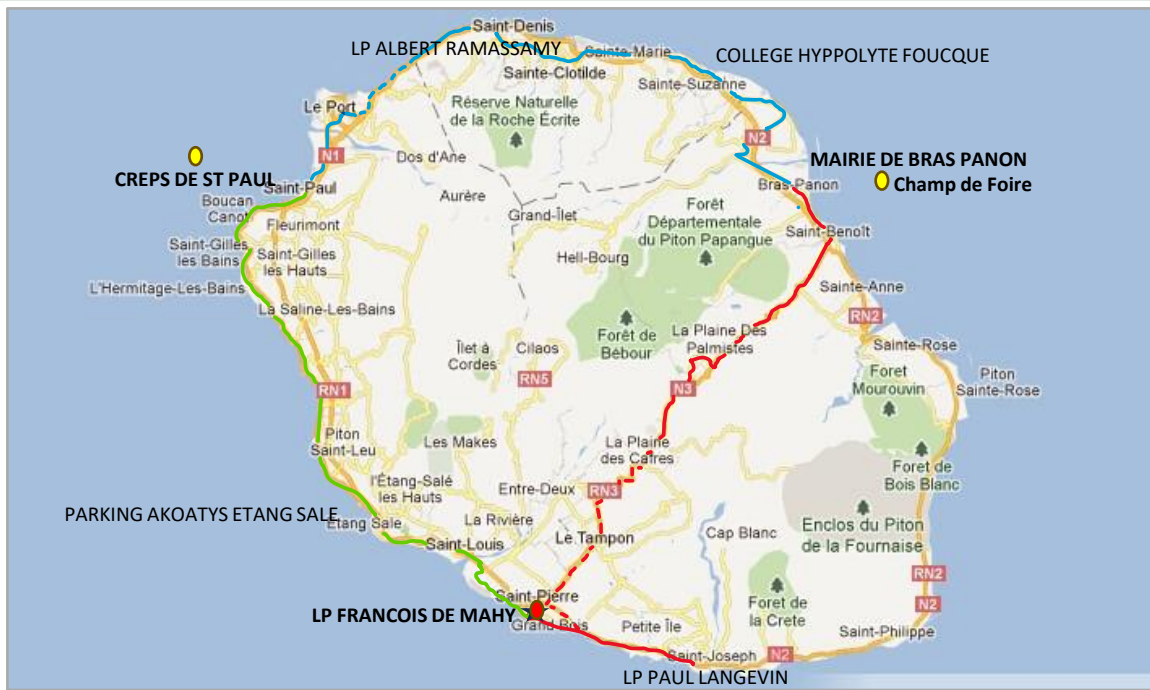 Saint-Denis
LP ALBERT RAMASSAMY
Sainte-Marie
COLLEGE HYPPOLYTE FOUCQUE
Sainte-Clotilde
Sainte-Suzanne
Le Port
Réserve Naturelle
de la Roche Écrite
N2
N1
Dos d'Ane
MAIRIE DE BRAS PANON
CREPS DE ST PAUL
Saint-Paul
Bras-Panon
Champ de Foire
Boucan
Canot
Aurère
Grand-Îlet
Forêt
Départementale
du Piton Papangue
Fleurimont
Saint-Benoît
Saint-Gilles
les Bains
Saint-Gilles
les Hauts
Hell-Bourg
L'Hermitage-Les-Bains
Sainte-Anne
La Saline-Les-Bains
RN2
Îlet à
Cordes
Cilaos
Forêt de
Bébour
La Plaine Des
Palmistes
Sainte-Rose
RN5
RN1
N3
Foret
Mourouvin
Piton
Sainte-Rose
Piton
Saint-Leu
Les Makes
La Plaine
des Cafres
Foret de
Bois Blanc
l'Étang-Salé
les Hauts
Entre-Deux
RN3
PARKING AKOATYS ETANG SALE
Etang Sale
La Rivière
Le Tampon
Cap Blanc
Enclos du Piton
de la Fournaise
Saint-Louis
RN2
Saint-Pierre
LP FRANCOIS DE MAHY
Grand Bois
Petite Île
Foret de
la Crete
N2
Saint-Philippe
Saint-Joseph
N2
LP PAUL LANGEVIN